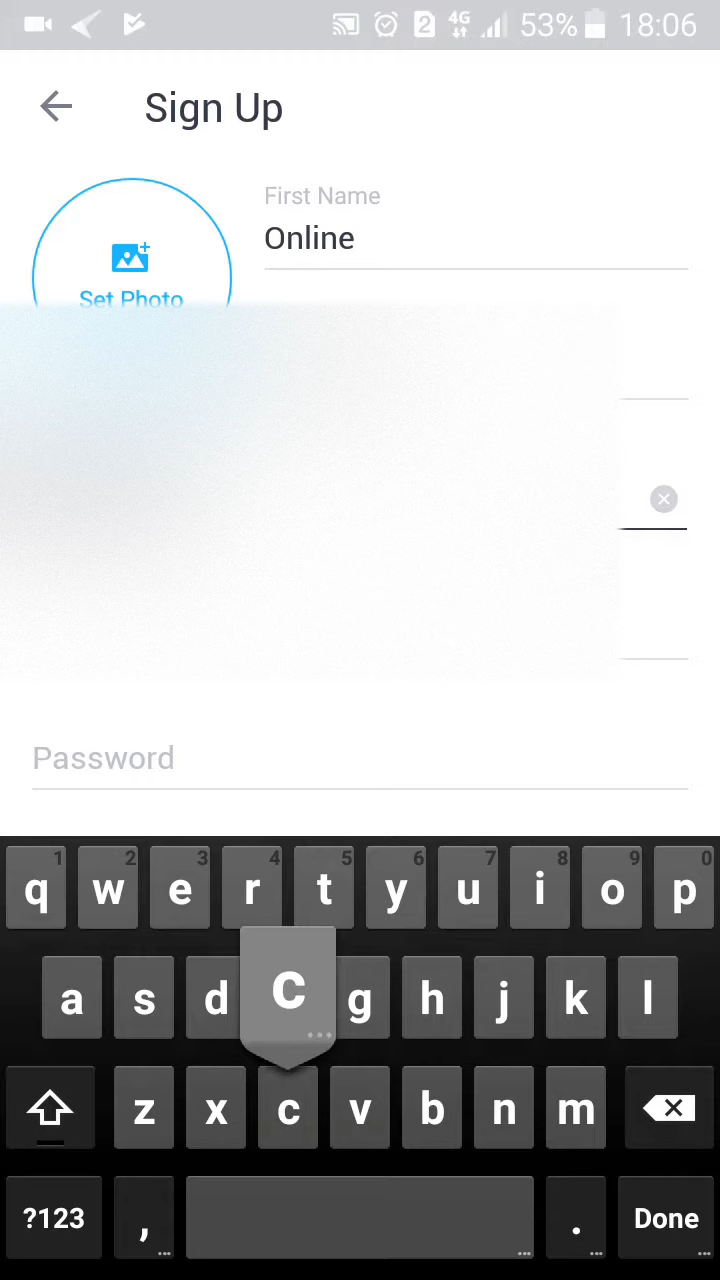 2 4G 53% 18:06
Sign Up
First Name
Online
Set Photo
Password
1 2 3 4 5 6 7 8 9 0
q w e r t y u i o p
a s d c g h j k l
z x c v b n m
?123 , . Done